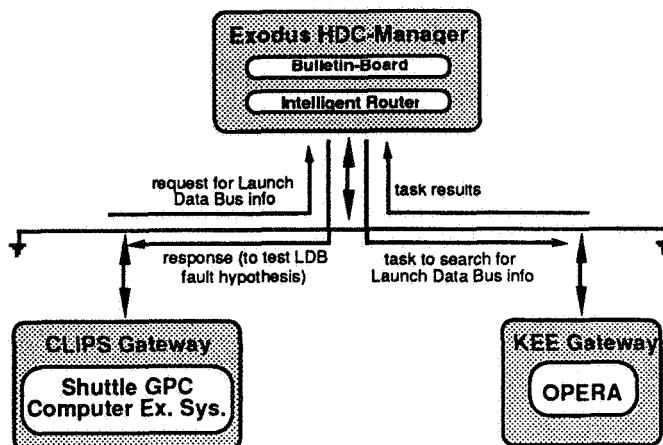 Exodus HDC-Manager
Bulletin-Board
Intelligent Router
request for Launch
Data Bus info
task results
response (to test LDB
fault hypothesis)
task to search for
Launch Data Bus info
CLIPS Gateway
Shuttle GPC
Computer Ex. Sys.
KEE Gateway
OPERA